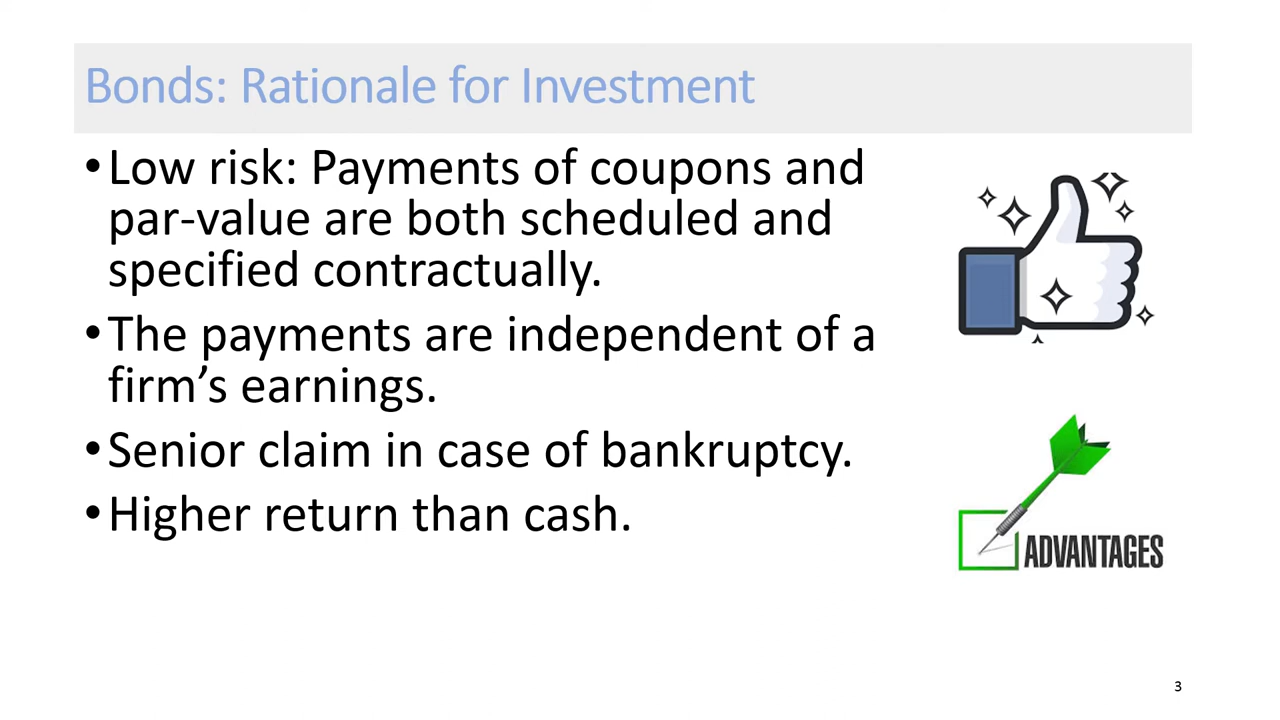 Bonds: Rationale for Investment
•Low risk: Payments of coupons and
par-value are both scheduled and
specified contractually.
•The payments are independent of a
firm’s earnings.
•Senior claim in case of bankruptcy.
•Higher return than cash.
ADVANTAGES
3